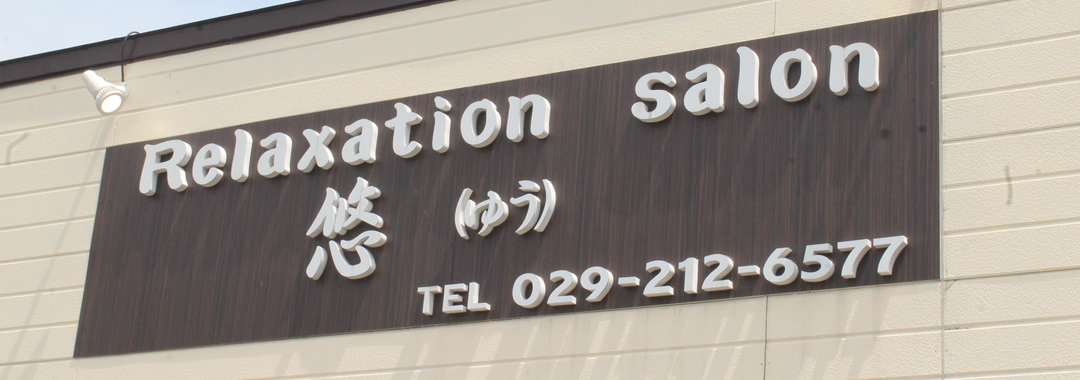 Relaxation salon
悠 (ゆう)
TEL 029-212-6577